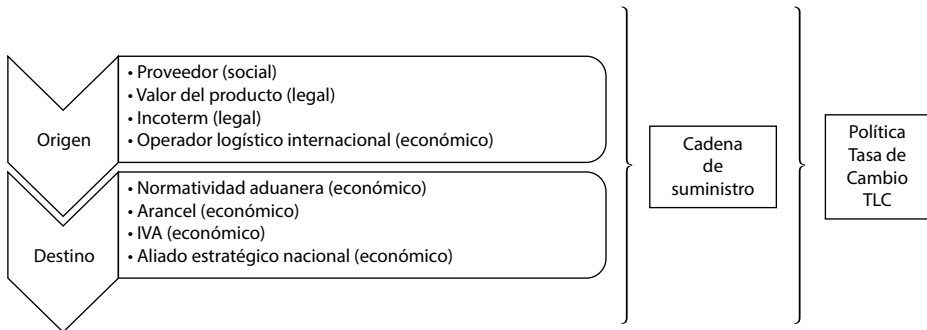 Origen
• Proveedor (social)
• Valor del producto (legal)
• Incoterm (legal)
• Operador logístico internacional (económico)
Destino
• Normatividad aduanera (económico)
• Arancel (económico)
• IVA (económico)
• Aliado estratégico nacional (económico)
Cadena
de
suministro
Política
Tasa de
Cambio
TLC